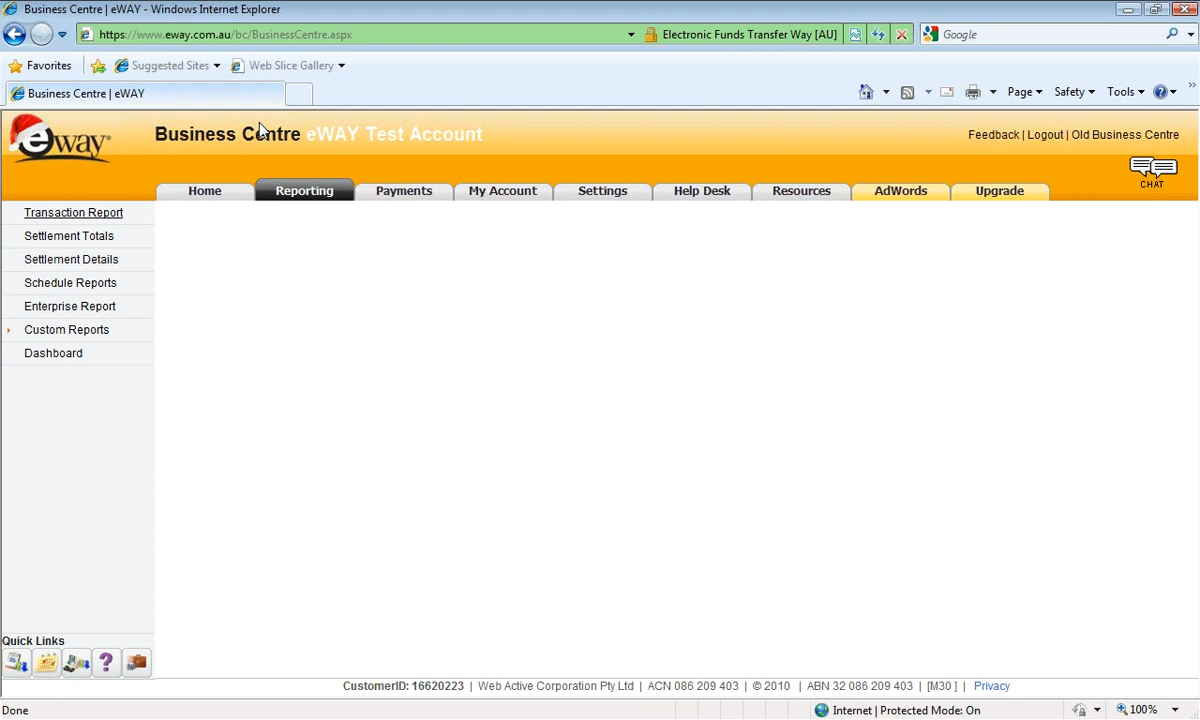 Business Centre | eWAY - Windows Internet Explorer
https://www.eway.com.au/bc/BusinessCentre.aspx
Electronic Funds Transfer Way [AU]
Google
Favorites
Suggested Sites
Web Slice Gallery
Business Centre | eWAY
Page
Safety
Tools
eway
Business Centre eWAY Test Account
Feedback | Logout | Old Business Centre
CHAT
Home
Reporting
Payments
My Account
Settings
Help Desk
Resources
AdWords
Upgrade
Transaction Report
Settlement Totals
Settlement Details
Schedule Reports
Enterprise Report
Custom Reports
Dashboard
Quick Links
CustomerID: 16620223 | Web Active Corporation Pty Ltd | ACN 086 209 403 | © 2010 | ABN 32 086 209 403 | [M30 ] | Privacy
Done
Internet | Protected Mode: On
100%